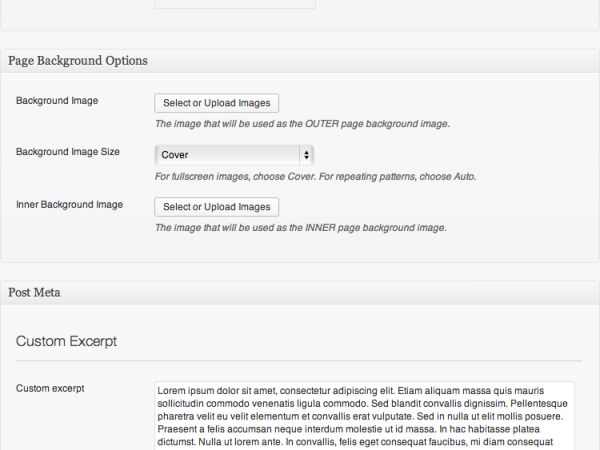 Page Background Options
Background Image
Select or Upload Images
The image that will be used as the OUTER page background image.
Background Image Size
Cover
For fullscreen images, choose Cover. For repeating patterns, choose Auto.
Inner Background Image
Select or Upload Images
The image that will be used as the INNER page background image.
Post Meta
Custom Excerpt
Custom excerpt
Lorem ipsum dolor sit amet, consectetur adipiscing elit. Etiam aliquam massa quis mauris
sollicitudin commodo venenatis ligula commodo. Sed blandit convallis dignissim. Pellentesque
pharetra velit eu velit elementum et convallis erat vulputate. Sed in nulla ut elit mollis posuere.
Praesent a felis accumsan neque interdum molestie ut id massa. In hac habitasse platea
dictumst. Nulla ut lorem ante. In convallis, felis eget consequat faucibus, mi diam consequat